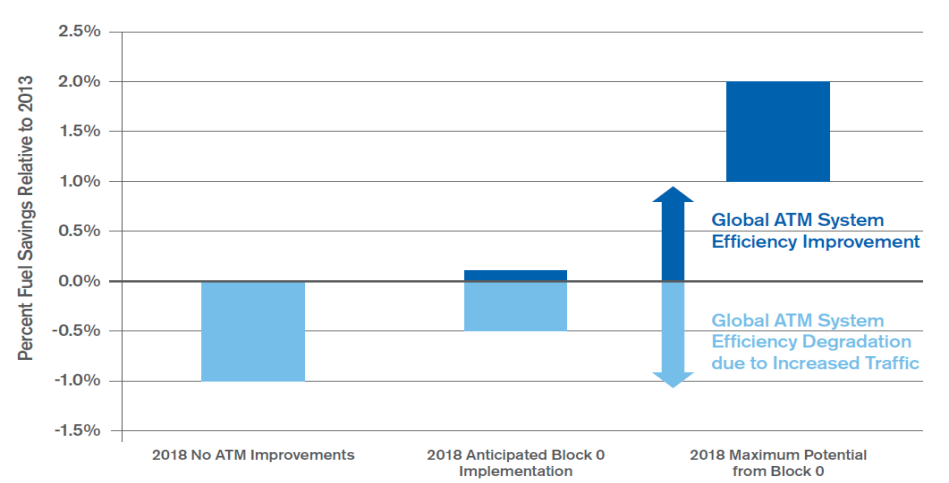 Percent Fuel Savings Relative to 2013
2.5%
2.0%
1.5%
1.0%
0.5%
0.0%
-0.5%
-1.0%
-1.5%
Global ATM System
Efficiency Improvement
Global ATM System
Efficiency Degradation
due to Increased Traffic
2018 No ATM Improvements
2018 Anticipated Block 0
Implementation
2018 Maximum Potential
from Block 0